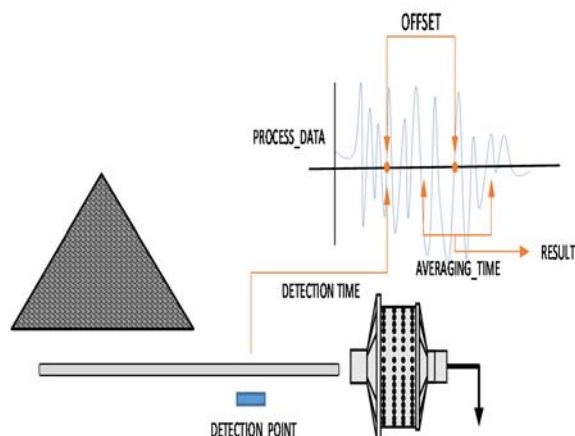 OFFSET
PROCESS_DATA
RESULT
AVERAGING_TIME
DETECTION TIME
DETECTION POINT